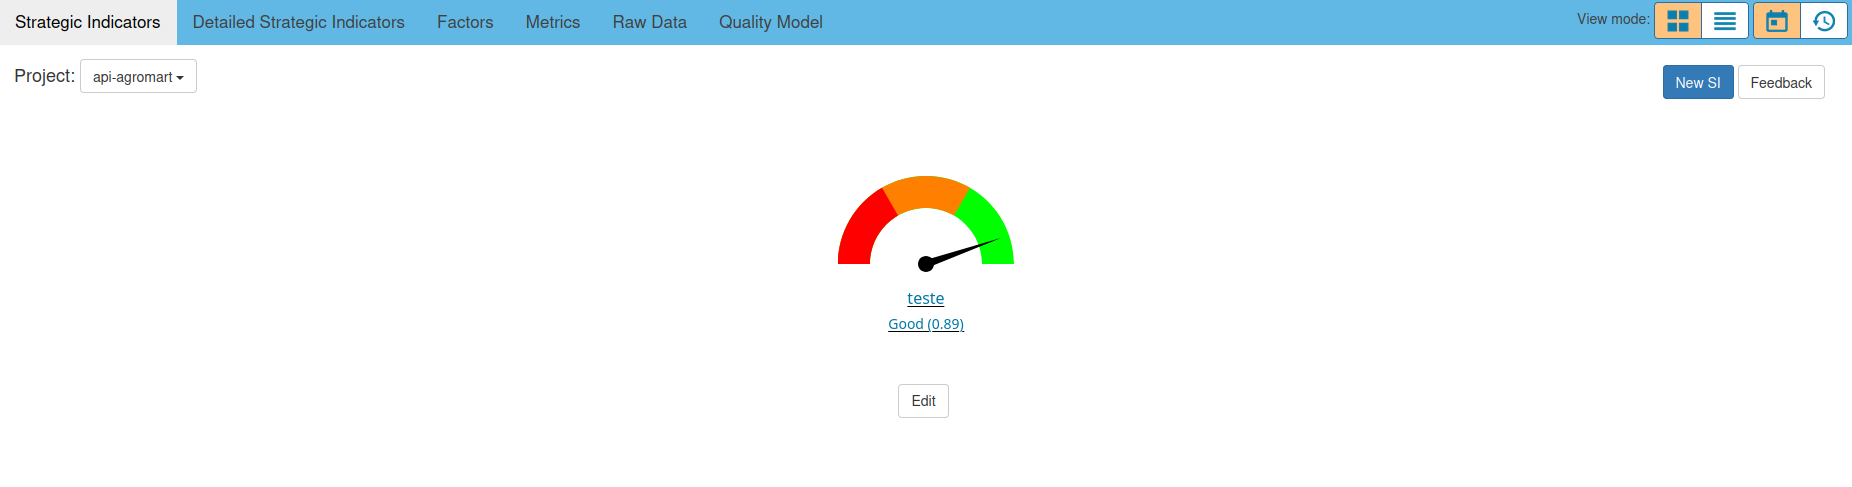 Strategic Indicators Detailed Strategic Indicators Factors Metrics Raw Data Quality Model View mode:
Project: api-agromart New SI Feedback
teste
Good (0.89)
Edit